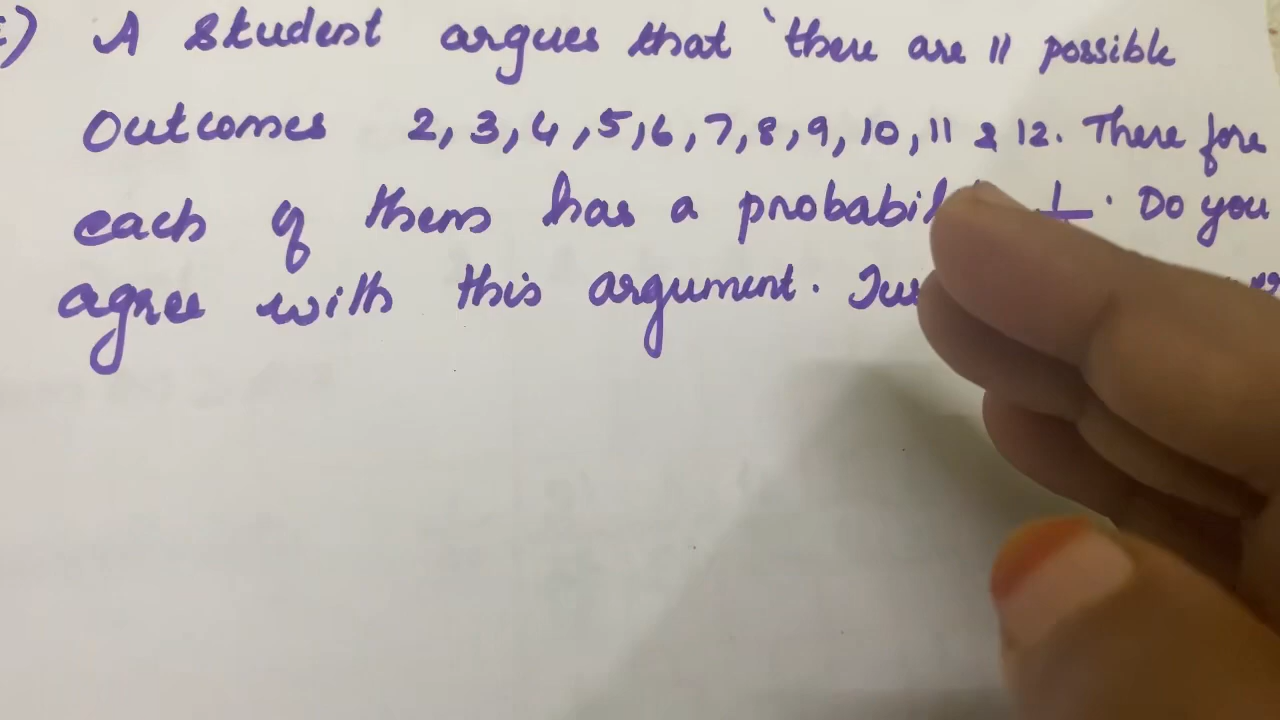 ) A student argues that 'there are 11 possible
Outcomes 2, 3, 4, 5, 6, 7, 8, 9, 10, 11 & 12. There fore
each of them has a 1 . Do you
agree with this argument.